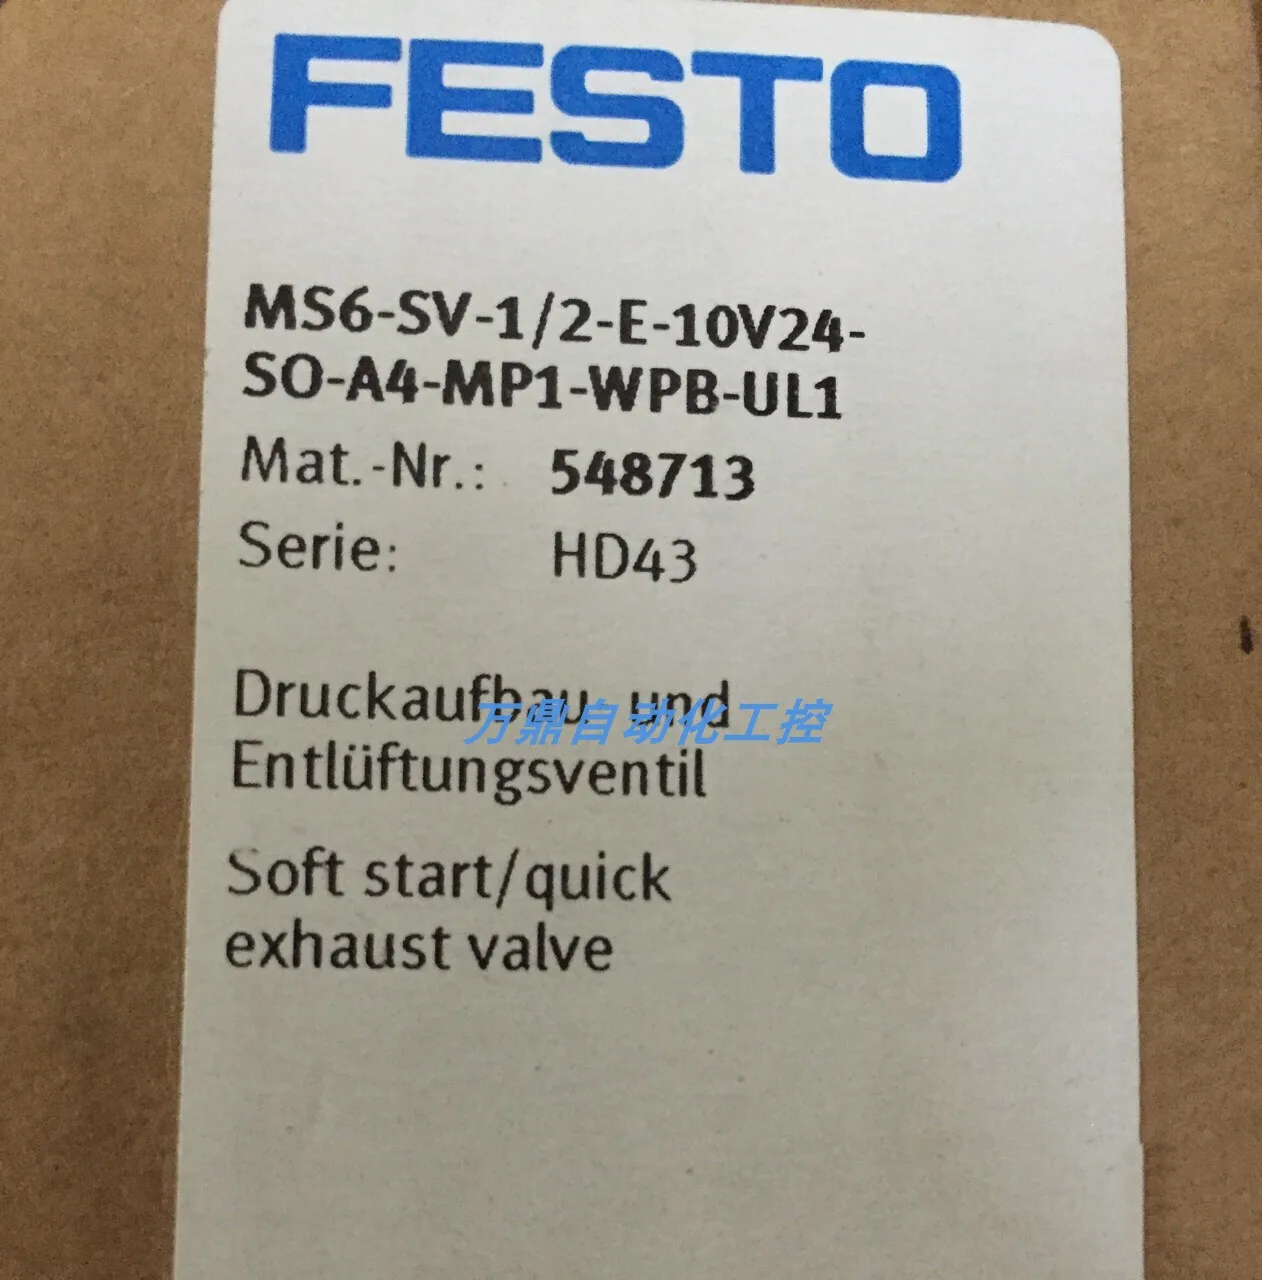 FESTO
MS6-SV-1/2-E-10V24-
SO-A4-MP1-WPB-UL1
Mat.-Nr.: 548713
Serie: HD43
Druckaufbau und
万鼎自动化工控
Entlüftungsventil
Soft start/quick
exhaust valve